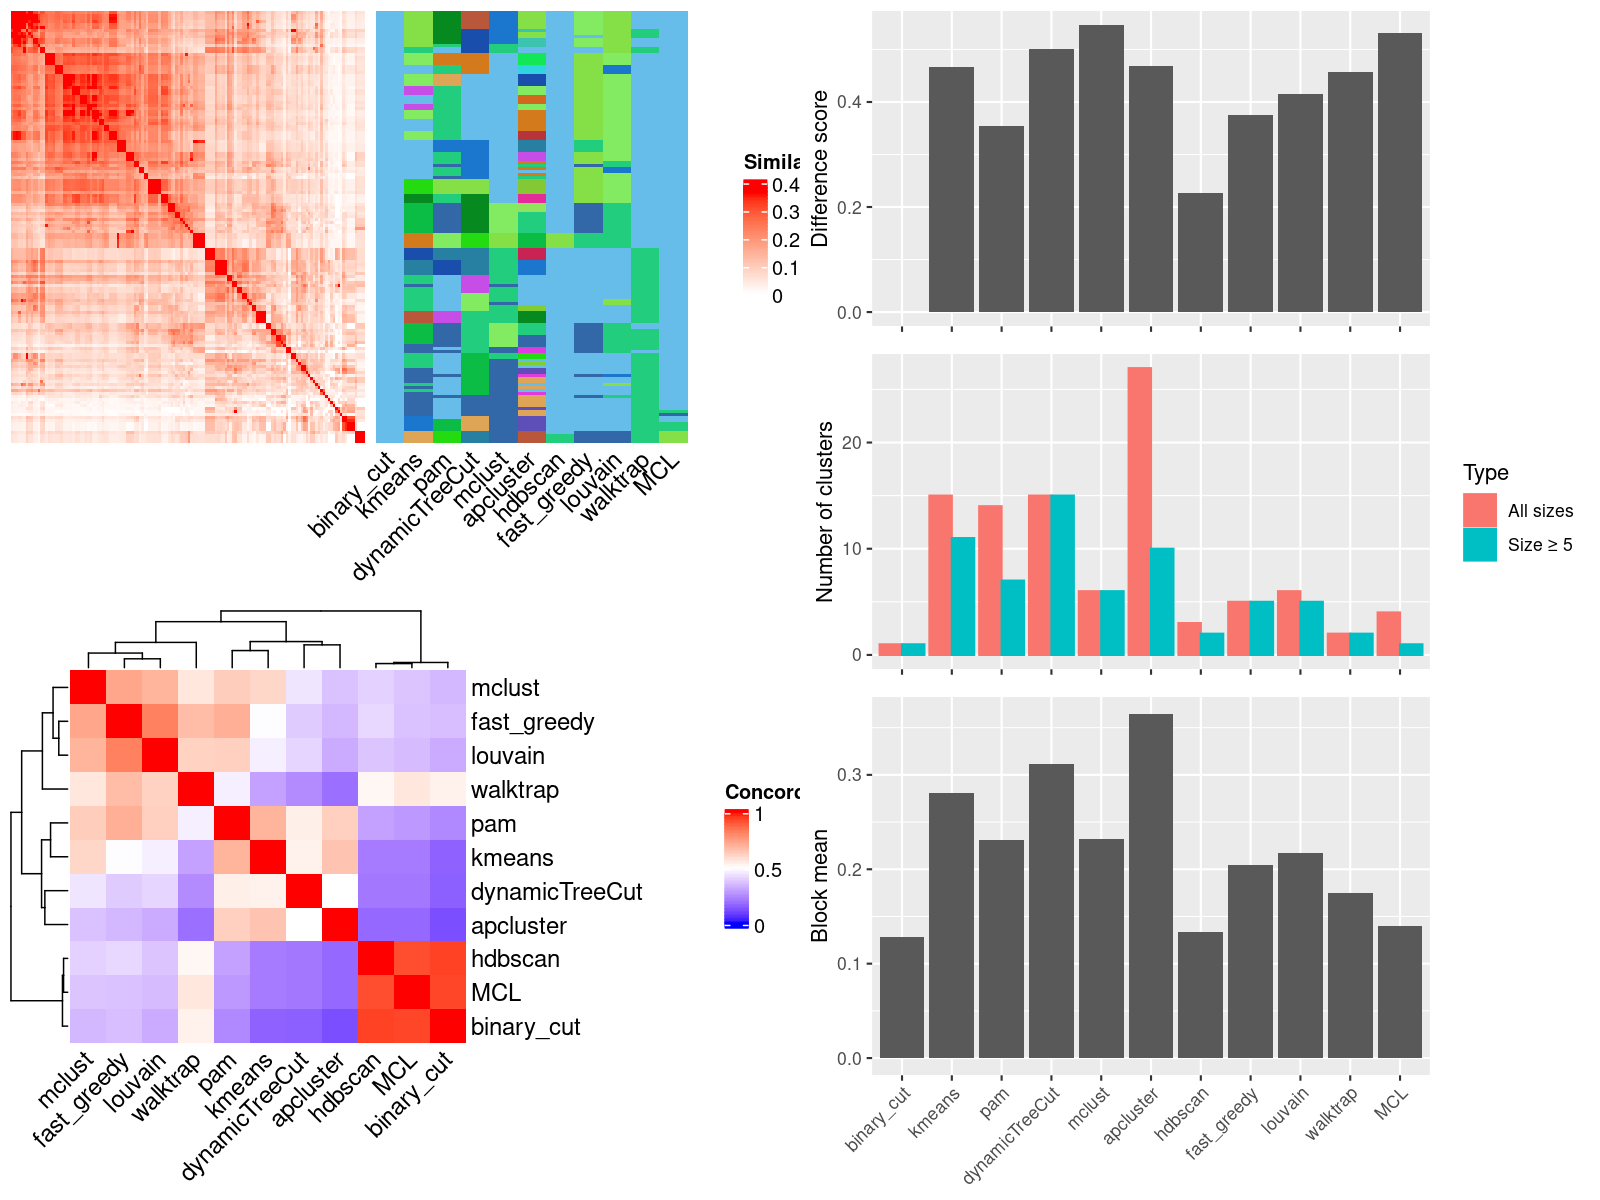 Simila
0.4
0.3
0.2
0.1
0
binary_cut
kmeans
pam
dynamicTreeCut
mclust
apcluster
hdbscan
fast_greedy
louvain
walktrap
MCL
mclust
fast_greedy
louvain
walktrap
pam
kmeans
dynamicTreeCut
apcluster
hdbscan
MCL
binary_cut
mclust
fast_greedy
louvain
walktrap
pam
kmeans
dynamicTreeCut
apcluster
hdbscan
MCL
binary_cut
Concord
1
0.5
0
Difference score
0.4
0.2
0.0
Number of clusters
20
10
0
Type
All sizes
Size ≥ 5
Block mean
0.3
0.2
0.1
0.0
binary_cut
kmeans
pam
dynamicTreeCut
mclust
apcluster
hdbscan
fast_greedy
louvain
walktrap
MCL